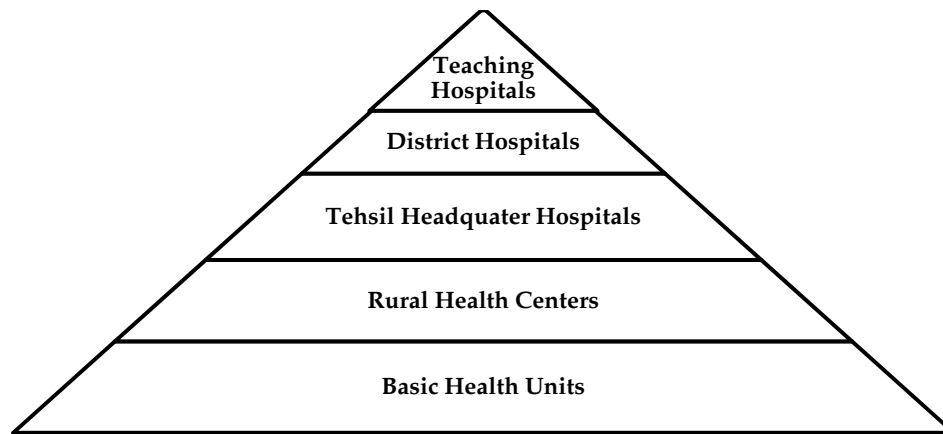 Teaching
Hospitals
District Hospitals
Tehsil Headquater Hospitals
Rural Health Centers
Basic Health Units